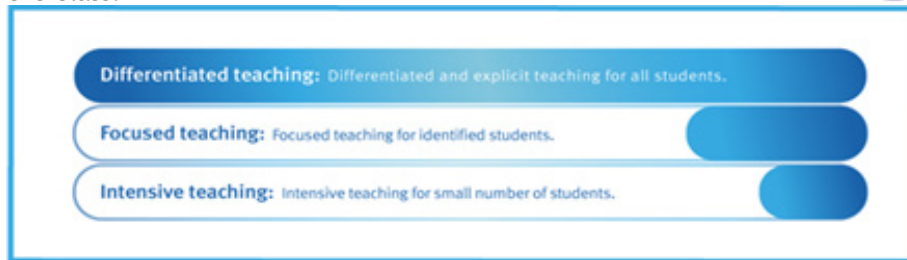 Differentiated teaching: Differentiated and explicit teaching for all students.
Focused teaching: Focused teaching for identified students.
Intensive teaching: Intensive teaching for small number of students.